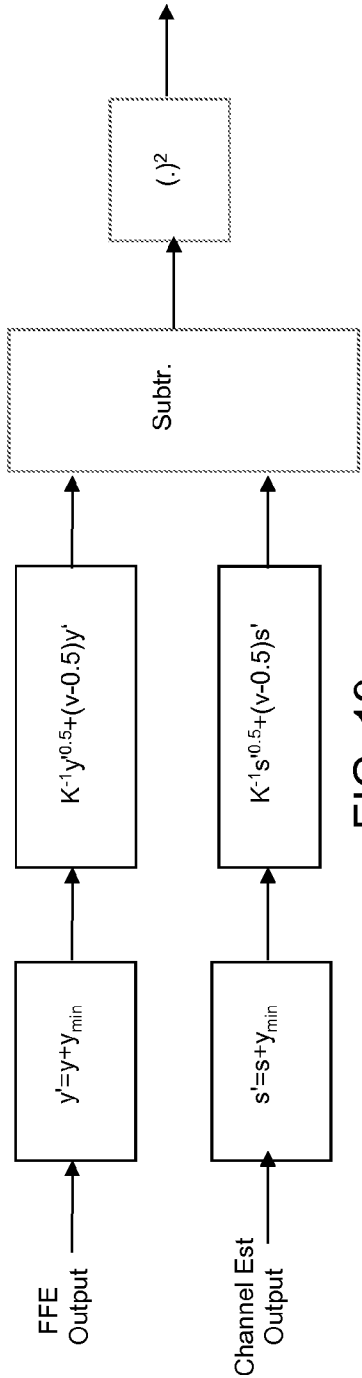 FFE
Output
y'=y+y_min
K⁻¹y'⁰·⁵+(v-0.5)y'
Channel Est
Output
s'=s+y_min
K⁻¹s'⁰·⁵+(v-0.5)s'
Subtr.
(.)²
FIG.